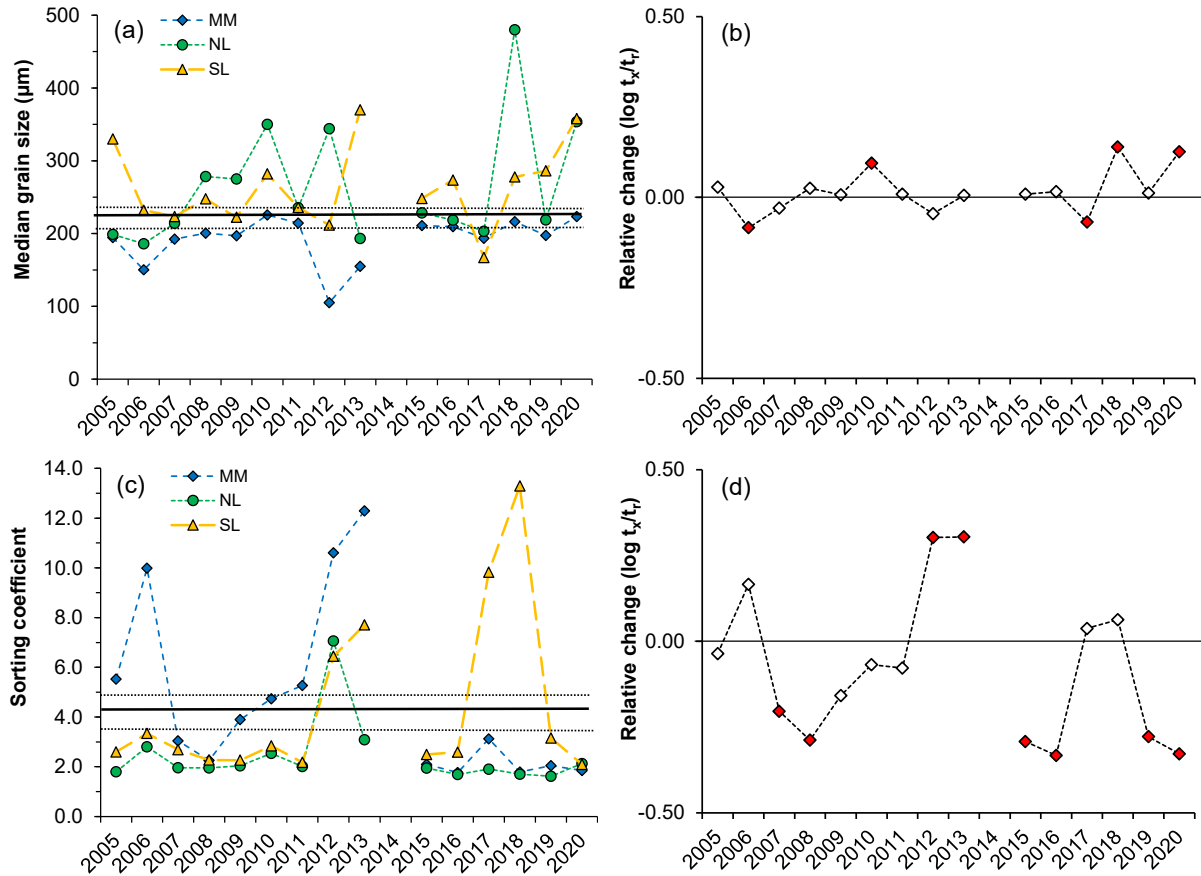 (a)
MM
NL
SL
Median grain size (µm)
500
400
300
200
100
0
2005 2006 2007 2008 2009 2010 2011 2012 2013 2014 2015 2016 2017 2018 2019 2020
(b)
Relative change (log tx/tr)
0.50
0.00
-0.50
2005 2006 2007 2008 2009 2010 2011 2012 2013 2014 2015 2016 2017 2018 2019 2020
(c)
MM
NL
SL
Sorting coefficient
14.0
12.0
10.0
8.0
6.0
4.0
2.0
0.0
2005 2006 2007 2008 2009 2010 2011 2012 2013 2014 2015 2016 2017 2018 2019 2020
(d)
Relative change (log tx/tr)
0.50
0.00
-0.50
2005 2006 2007 2008 2009 2010 2011 2012 2013 2014 2015 2016 2017 2018 2019 2020